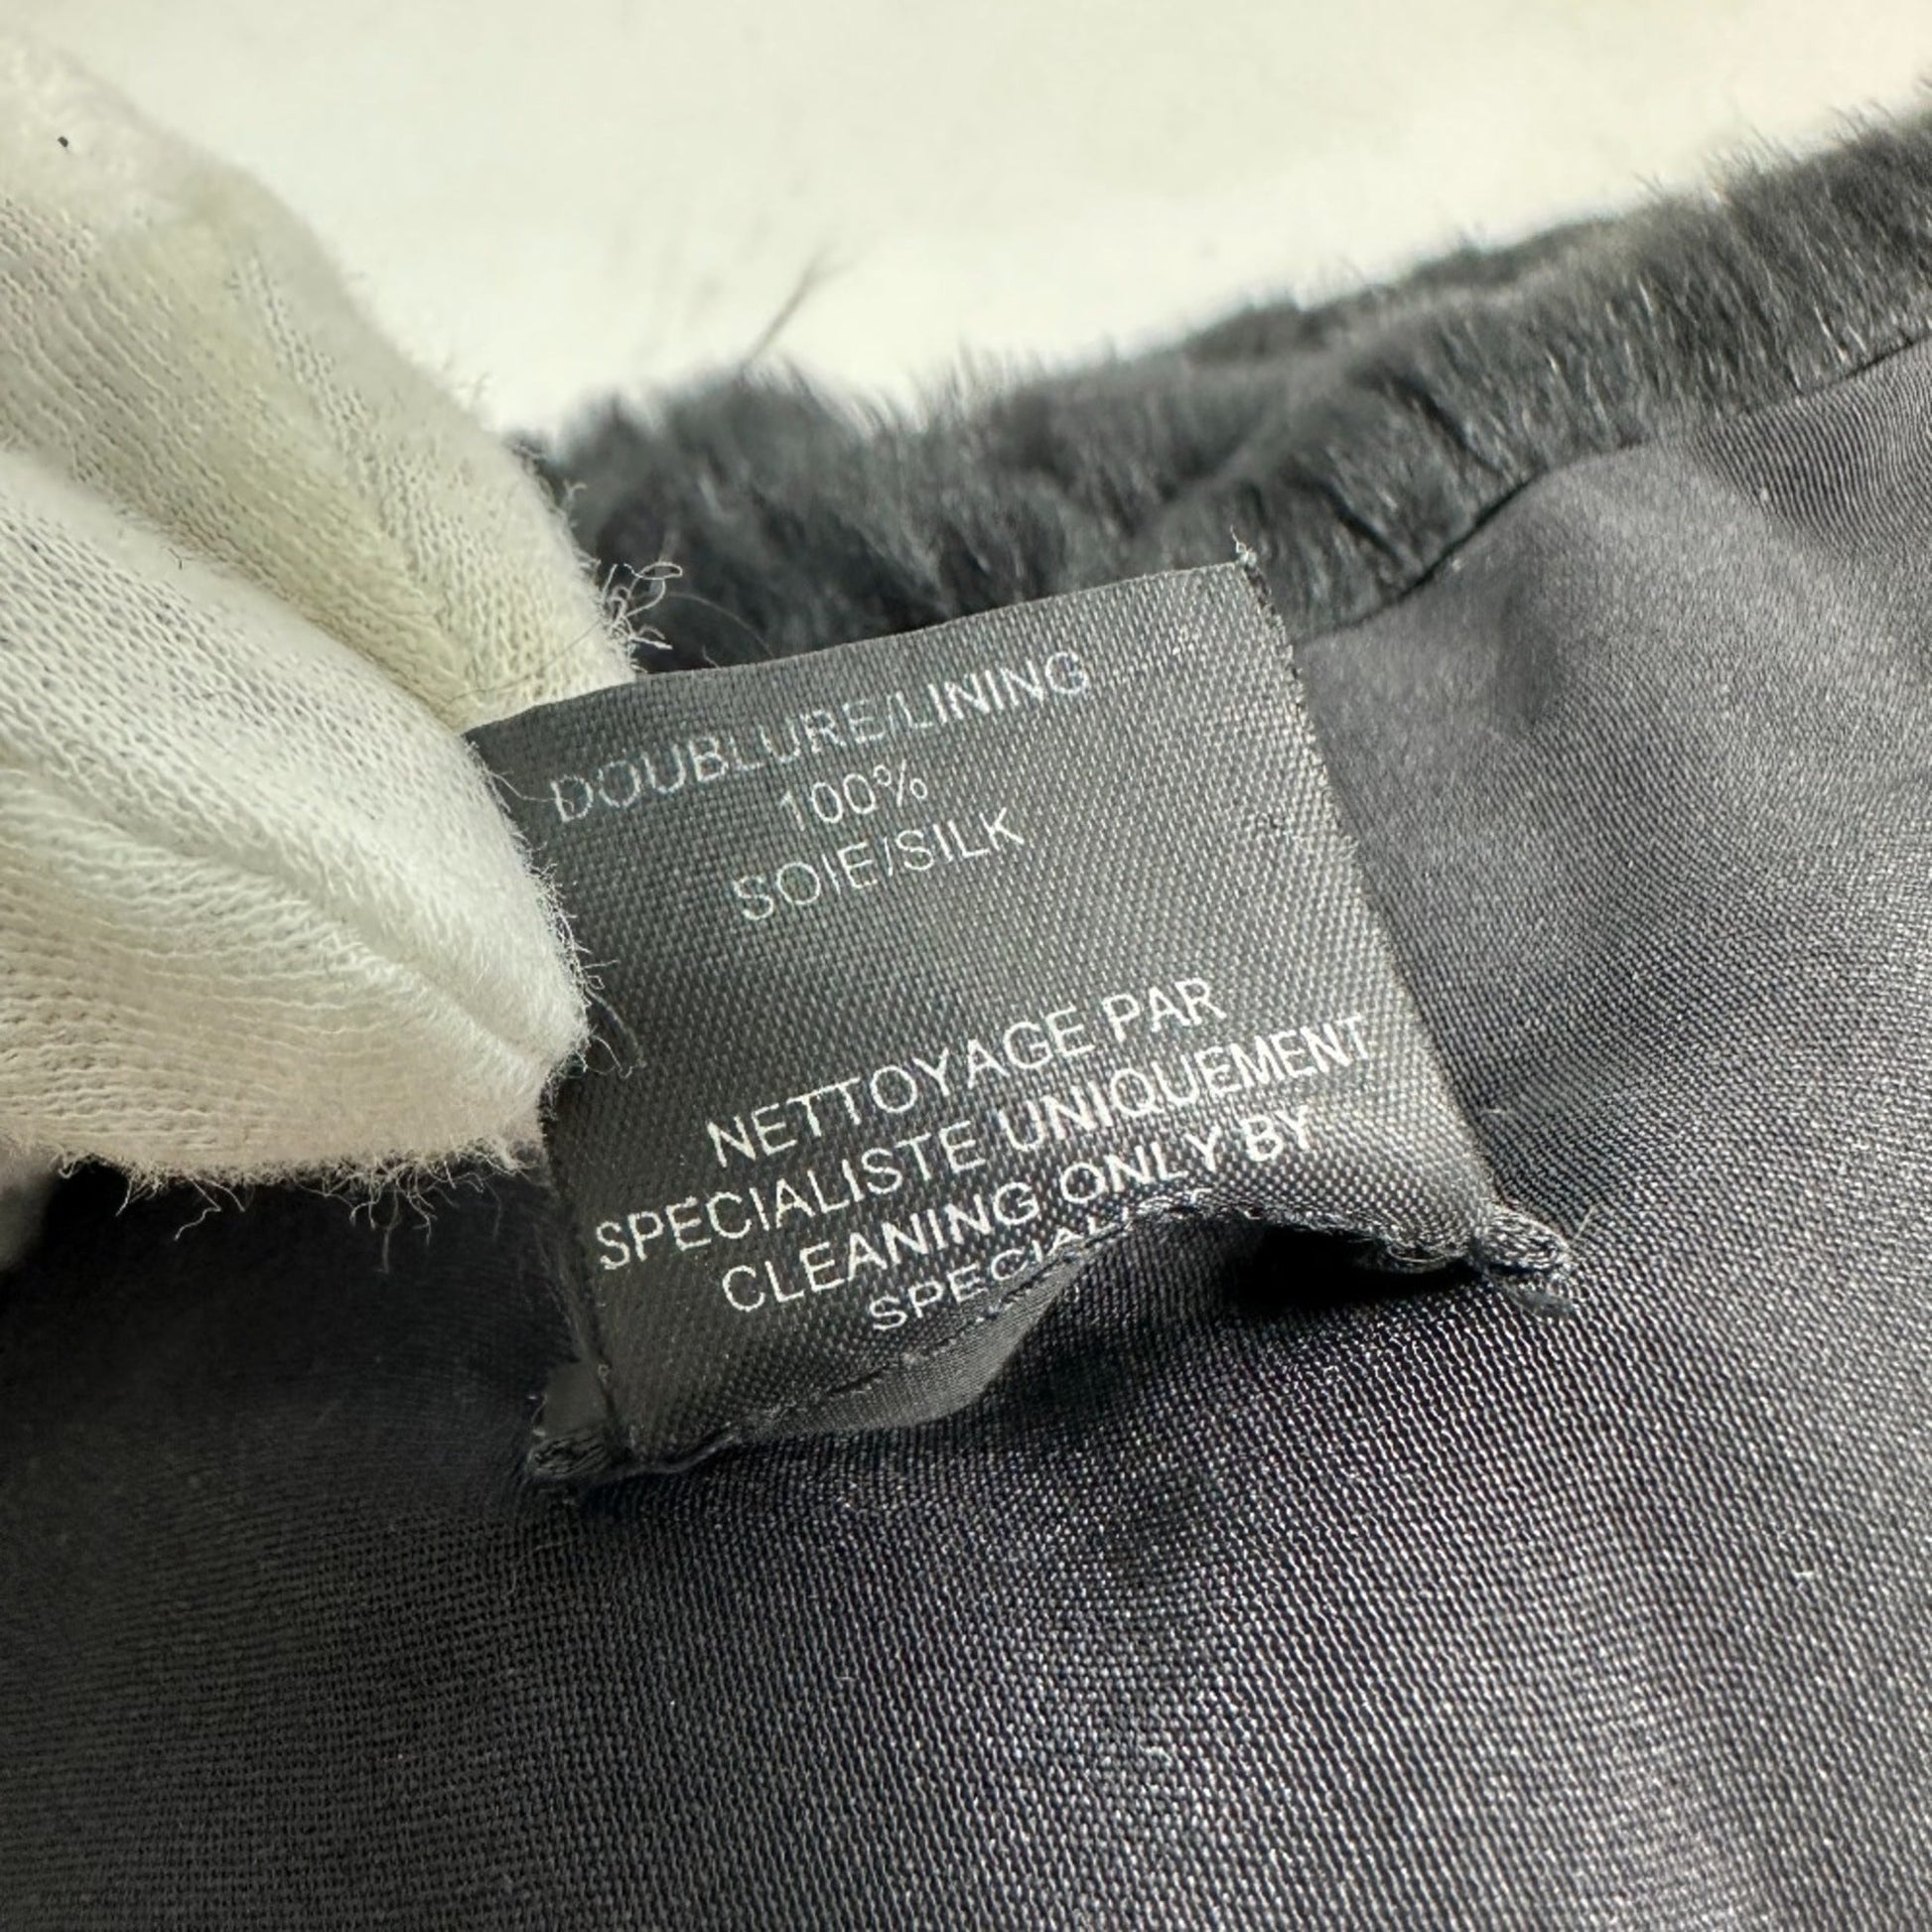 DOUBLURE/LINING
100%
SOIE/SILK
NETTOYAGE PAR
SPECIALISTE UNIQUEMENT
CLEANING ONLY BY